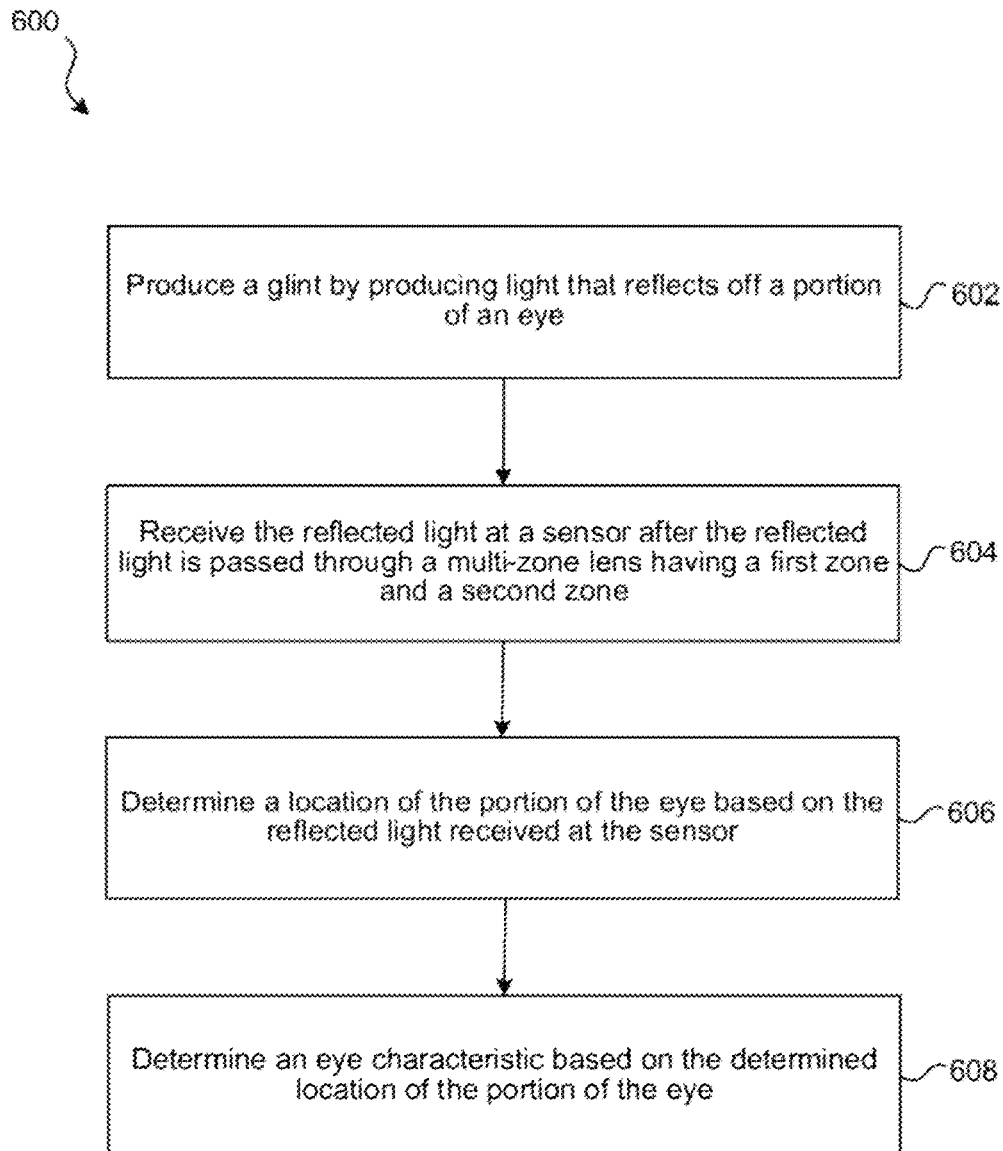 600
Produce a glint by producing light that reflects off a portion
of an eye
602
Receive the reflected light at a sensor after the reflected
light is passed through a multi-zone lens having a first zone
and a second zone
604
Determine a location of the portion of the eye based on the
reflected light received at the sensor
606
Determine an eye characteristic based on the determined
location of the portion of the eye
608